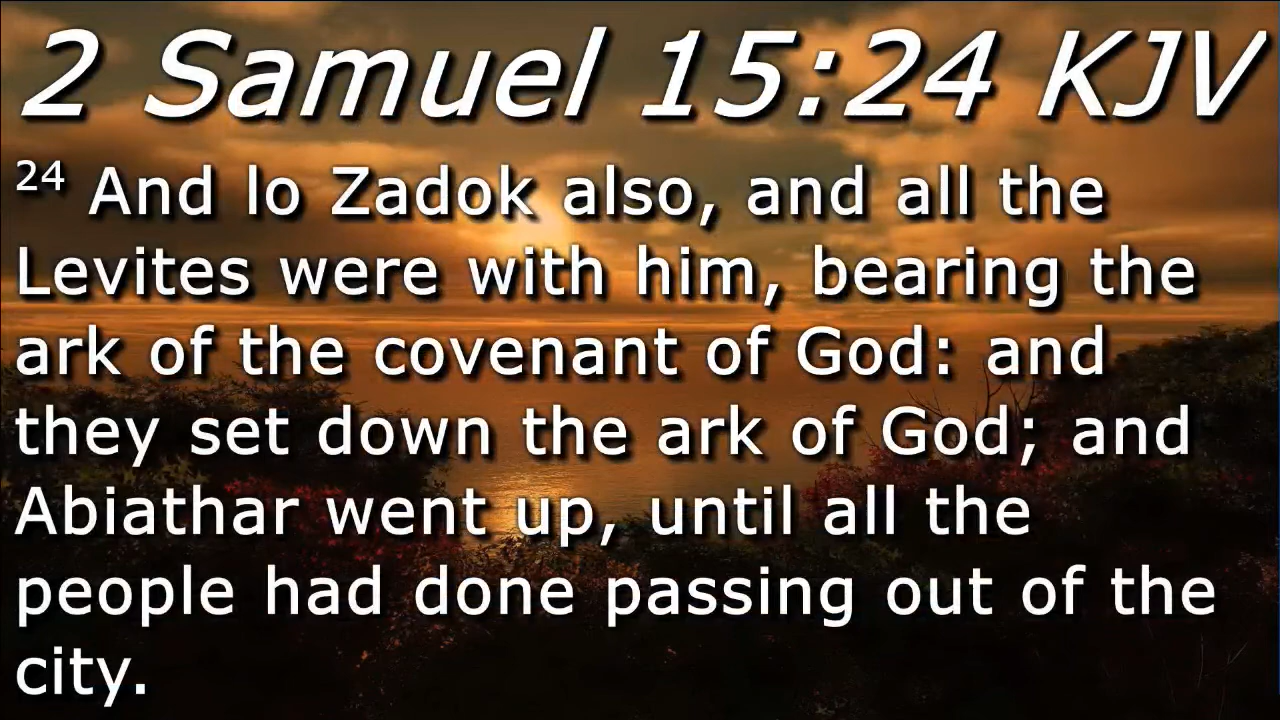 2 Samuel 15:24 KJV
24 And lo Zadok also, and all the
Levites were with him, bearing the
ark of the covenant of God: and
they set down the ark of God; and
Abiathar went up, until all the
people had done passing out of the
city.